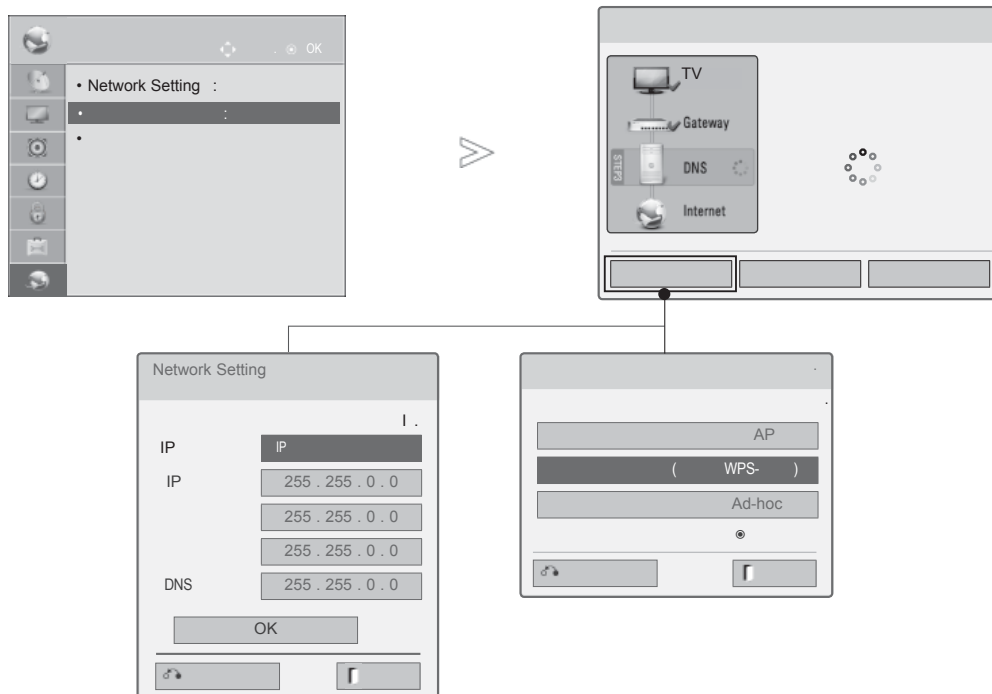 . OK
• Network Setting :
• :
•
TV
Gateway
STEP3
DNS
Internet
Network Setting
I .
IP IP
IP 255 . 255 . 0 . 0
255 . 255 . 0 . 0
255 . 255 . 0 . 0
DNS 255 . 255 . 0 . 0
OK
.
.
AP
( WPS- )
Ad-hoc